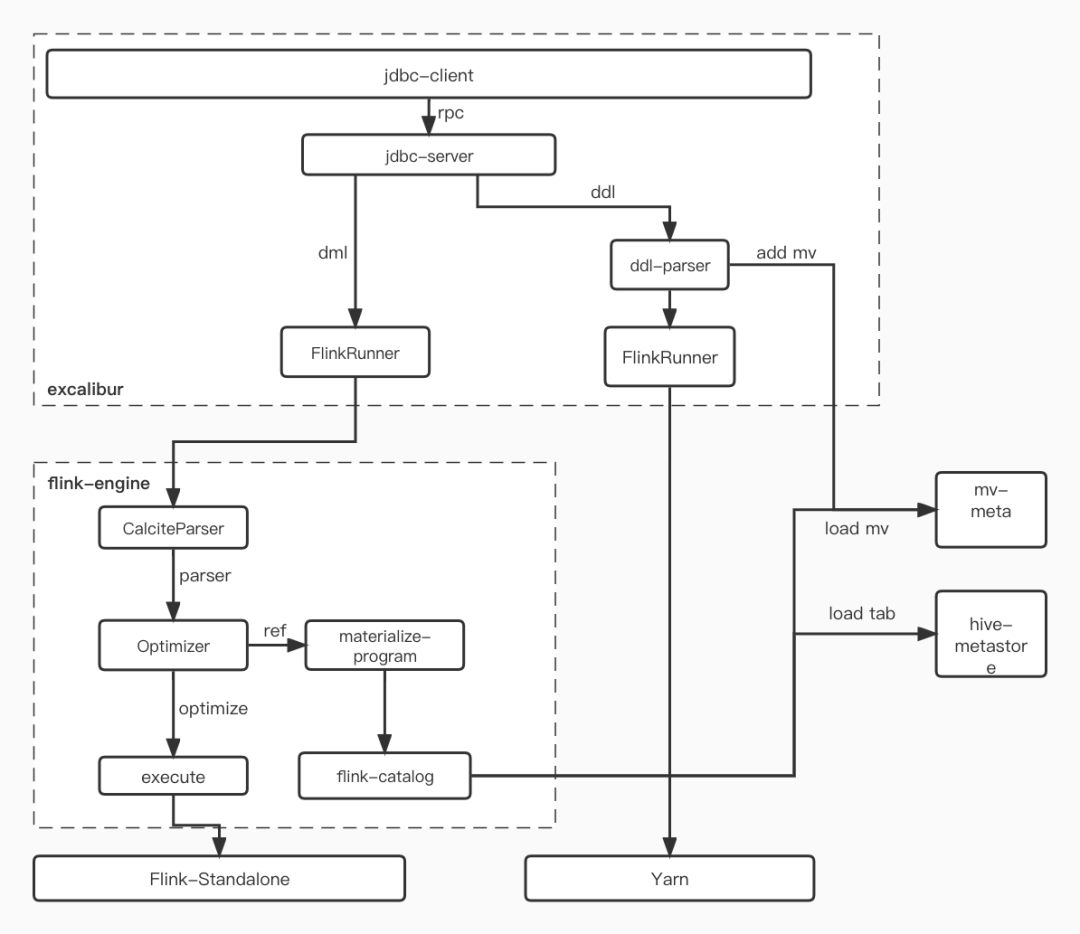 jdbc-client
rpc
jdbc-server
ddl
dml
ddl-parser
add mv
FlinkRunner
FlinkRunner
excalibur
flink-engine
mv-
meta
CalciteParser
load mv
parser
load tab
ref
materialize-
program
Optimizer
hive-
metastor
e
optimize
execute
flink-catalog
Flink-Standalone
Yarn